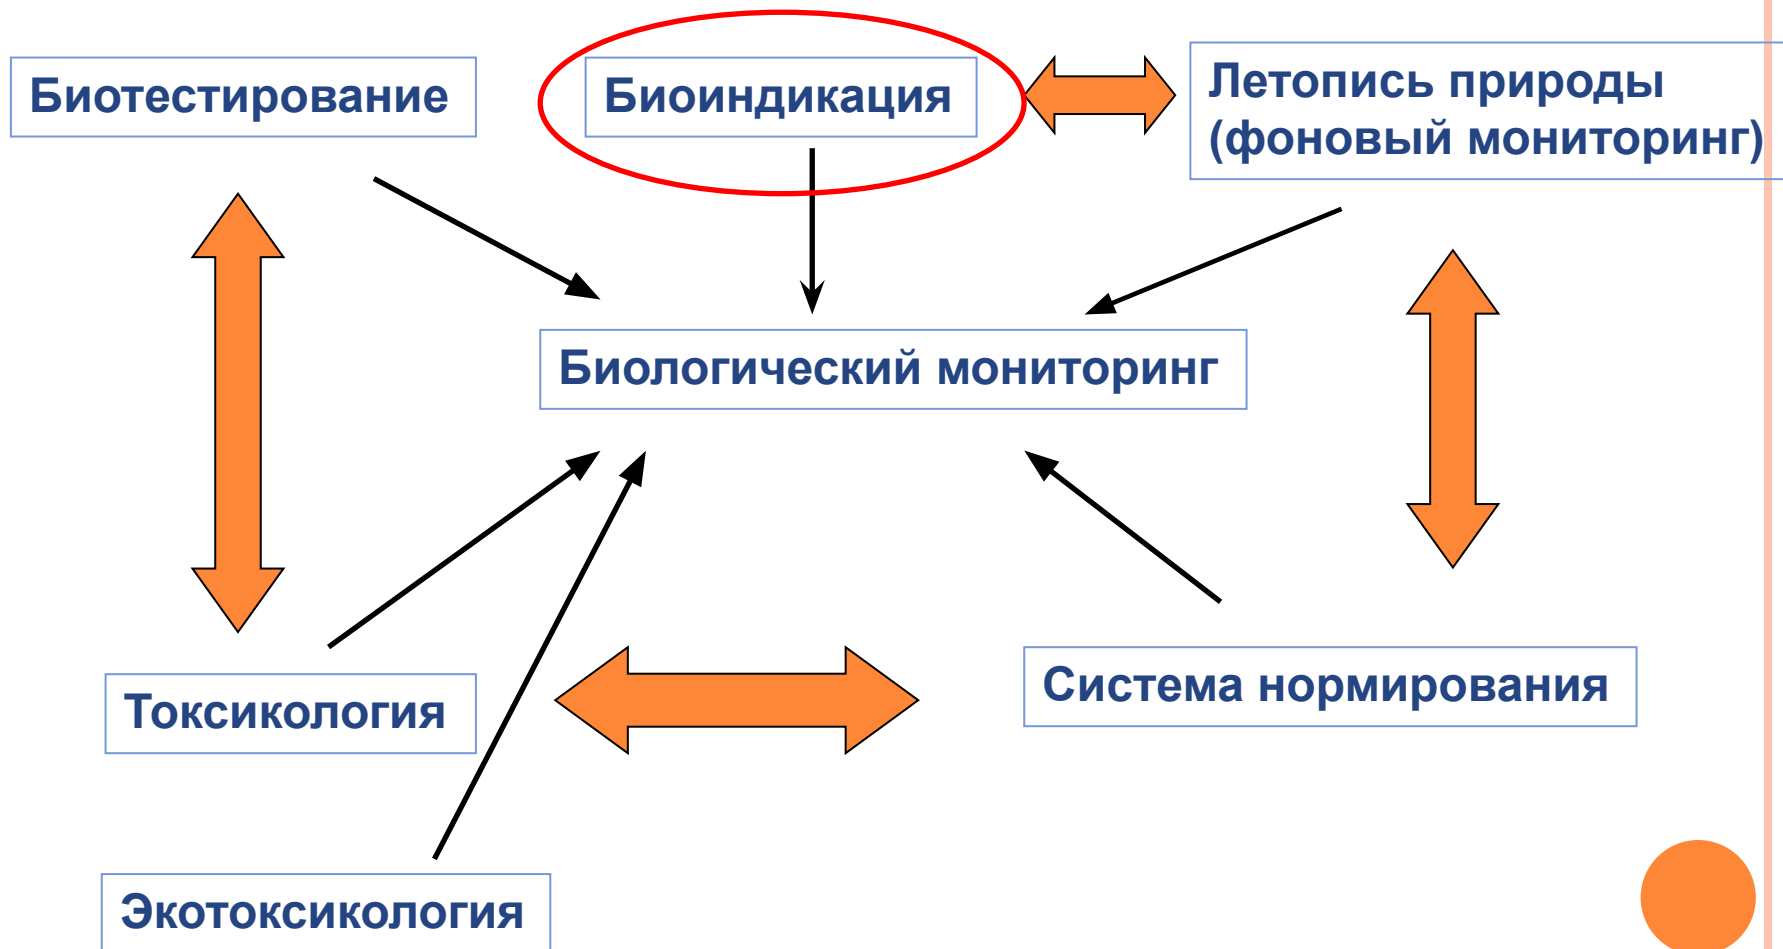 Биотестирование
Биоиндикация
Летопись природы
(фоновый мониторинг)
Биологический мониторинг
Токсикология
Система нормирования
Экотоксикология